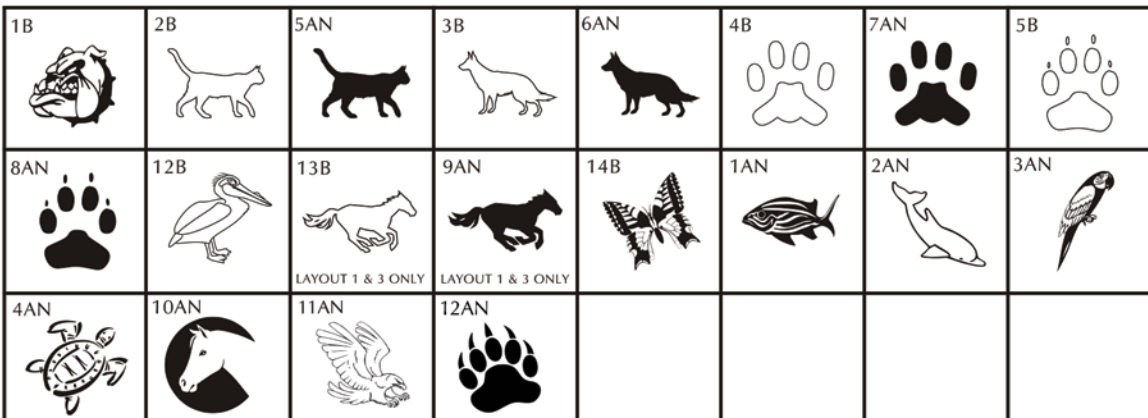 1B
2B
5AN
3B
6AN
4B
7AN
5B
8AN
12B
13B
LAYOUT 1 & 3 ONLY
9AN
LAYOUT 1 & 3 ONLY
14B
1AN
2AN
3AN
4AN
10AN
11AN
12AN